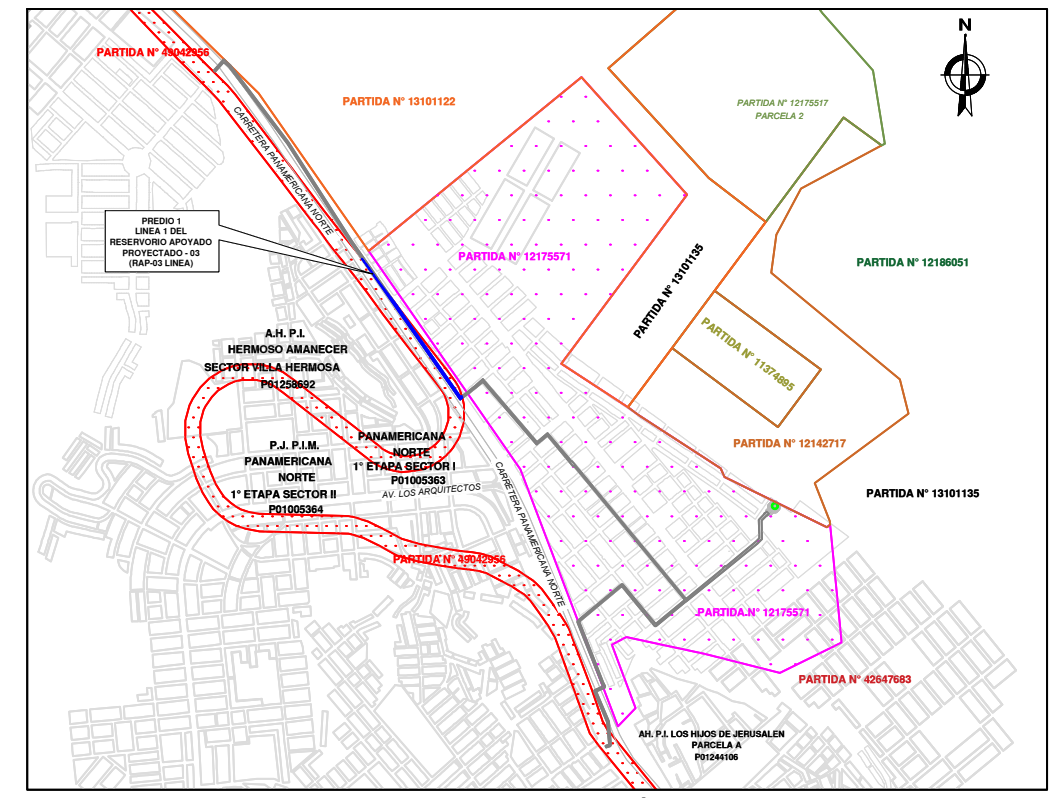 N
PARTIDA N° 49042956
PARTIDA N° 13101122
PARTIDA N° 12175517
PARCELA 2
CARRETERA PANAMERICANA NORTE
PREDIO 1
LINEA 1 DEL
RESERVORIO APOYADO
PROYECTADO - 03
(RAP-03 LINEA)
PARTIDA N° 12175571
PARTIDA N° 13101135
PARTIDA N° 12186051
PARTIDA N° 11374895
A.H. P.I.
HERMOSO AMANECER
SECTOR VILLA HERMOSA
P01258692
P.J. P.I.M.
PANAMERICANA
NORTE
1° ETAPA SECTOR II
P01005364
PANAMERICANA
NORTE
1° ETAPA SECTOR I
P01005363
AV. LOS ARQUITECTOS
PARTIDA N° 12142717
PARTIDA N° 13101135
CARRETERA PANAMERICANA NORTE
PARTIDA N° 49042956
PARTIDA N° 12175571
PARTIDA N° 42647683
AH. P.I. LOS HIJOS DE JERUSALEN
PARCELA A
P01244106